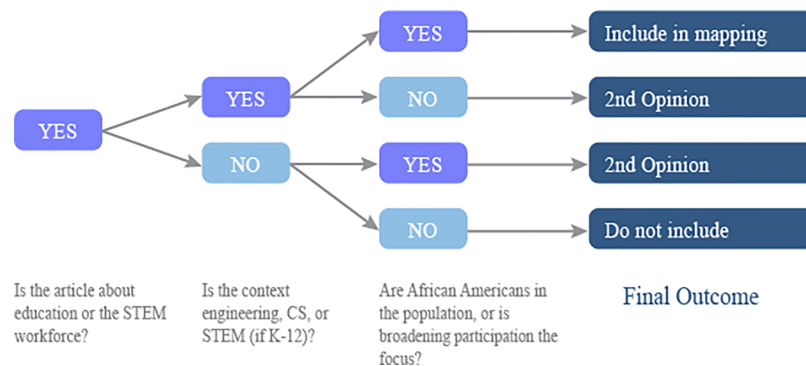 YES
Include in mapping
YES
NO
2nd Opinion
YES
NO
YES
2nd Opinion
NO
Do not include
Is the article about
education or the STEM
workforce?
Is the context
engineering, CS, or
STEM (if K-12)?
Are African Americans in
the population, or is
broadening participation the
focus?
Final Outcome